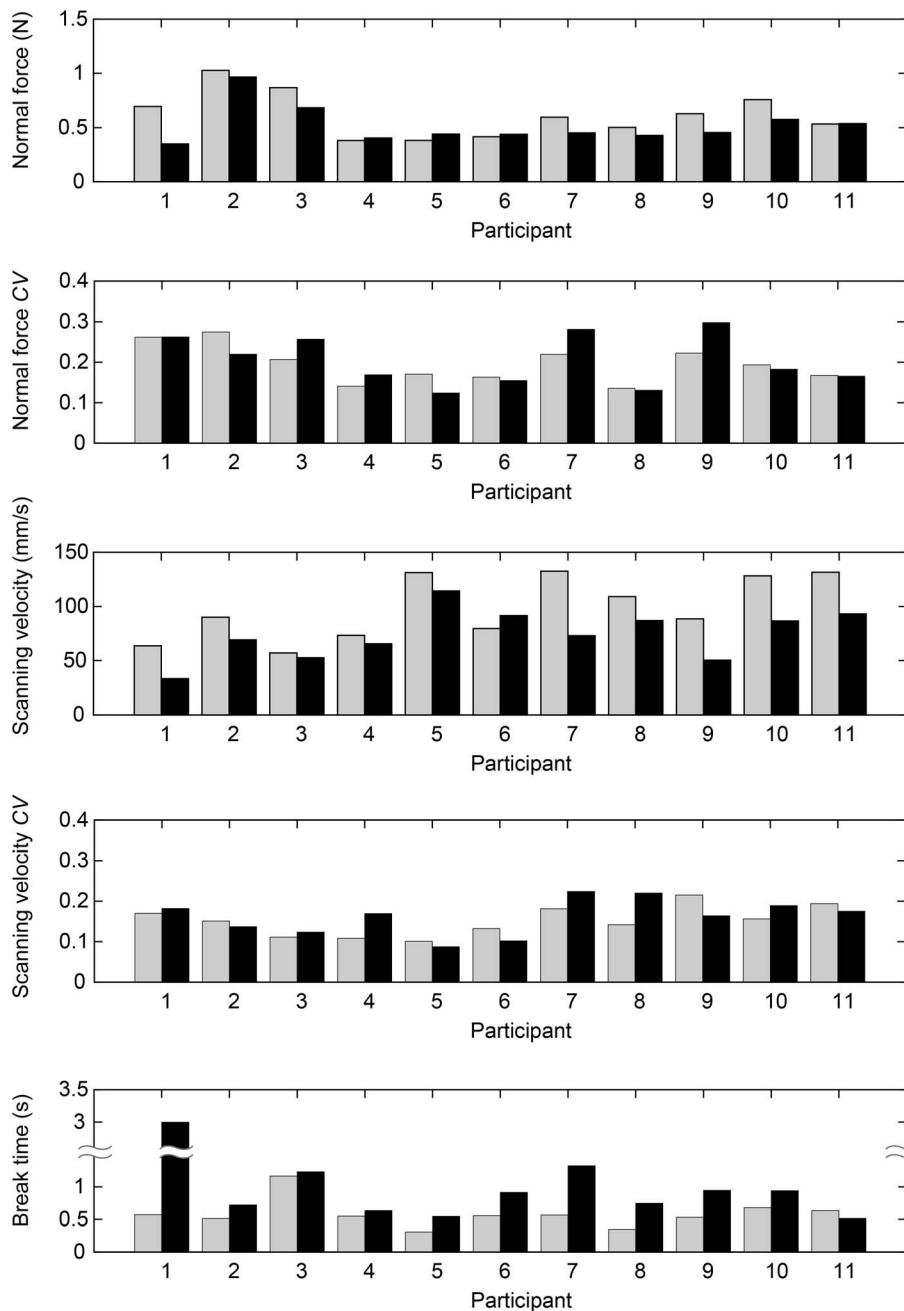 Normal force (N)
1.5
1
0.5
0
1 2 3 4 5 6 7 8 9 10 11
Participant
Normal force CV
0.4
0.3
0.2
0.1
0
1 2 3 4 5 6 7 8 9 10 11
Participant
Scanning velocity (mm/s)
150
100
50
0
1 2 3 4 5 6 7 8 9 10 11
Participant
Scanning velocity CV
0.4
0.3
0.2
0.1
0
1 2 3 4 5 6 7 8 9 10 11
Participant
Break time (s)
3.5
3
1
0.5
0
1 2 3 4 5 6 7 8 9 10 11
Participant